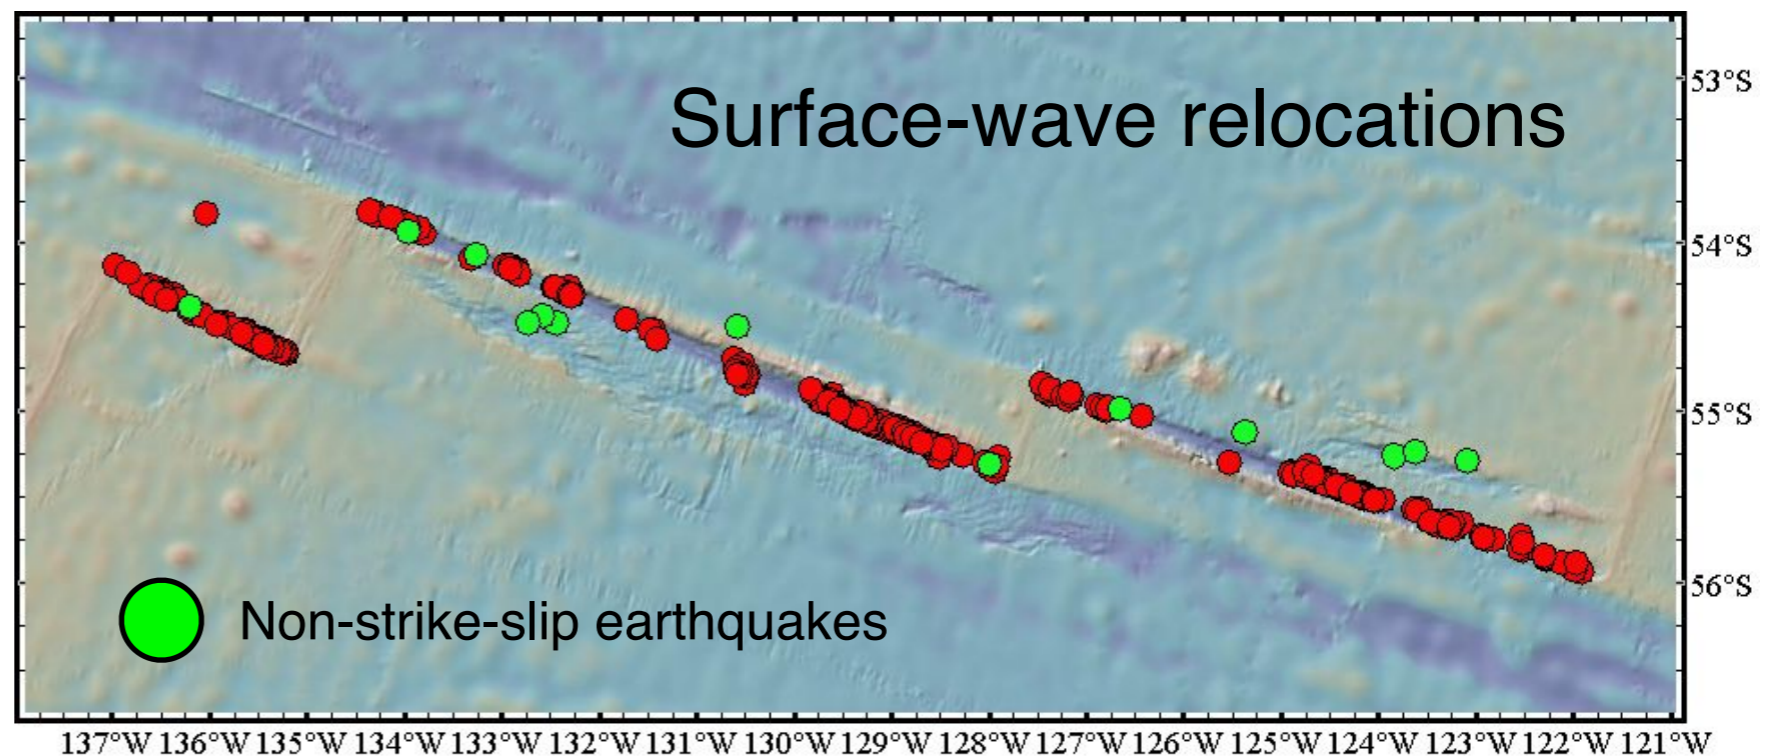 Surface-wave relocations
53°S
54°S
55°S
56°S
Non-strike-slip earthquakes
137°W 136°W 135°W 134°W 133°W 132°W 131°W 130°W 129°W 128°W 127°W 126°W 125°W 124°W 123°W 122°W 121°W